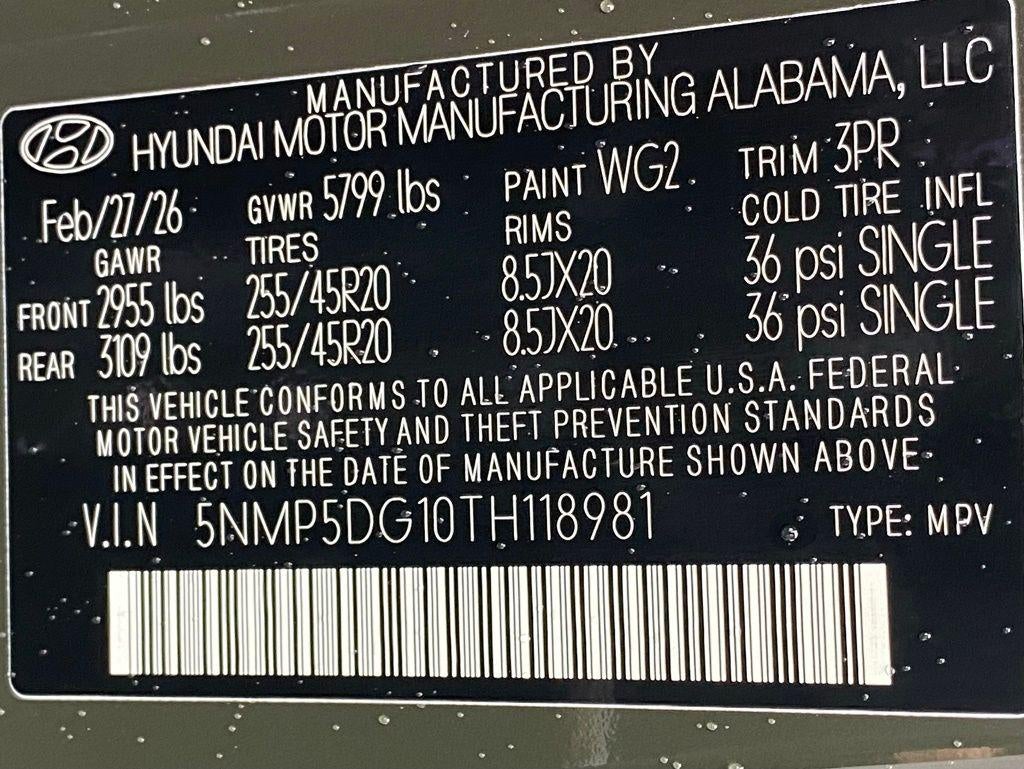 MANUFACTURED BY
HYUNDAI MOTOR MANUFACTURING ALABAMA, LLC
Feb/27/26 GVWR 5799 lbs PAINT WG2 TRIM 3PR
GAWR TIRES RIMS COLD TIRE INFL
FRONT 2955 lbs 255/45R20 8.5JX20 36 psi SINGLE
REAR 3109 lbs 255/45R20 8.5JX20 36 psi SINGLE
THIS VEHICLE CONFORMS TO ALL APPLICABLE U.S.A. FEDERAL
MOTOR VEHICLE SAFETY AND THEFT PREVENTION STANDARDS
IN EFFECT ON THE DATE OF MANUFACTURE SHOWN ABOVE
V.I.N 5NMP5DG10TH118981 TYPE: MPV